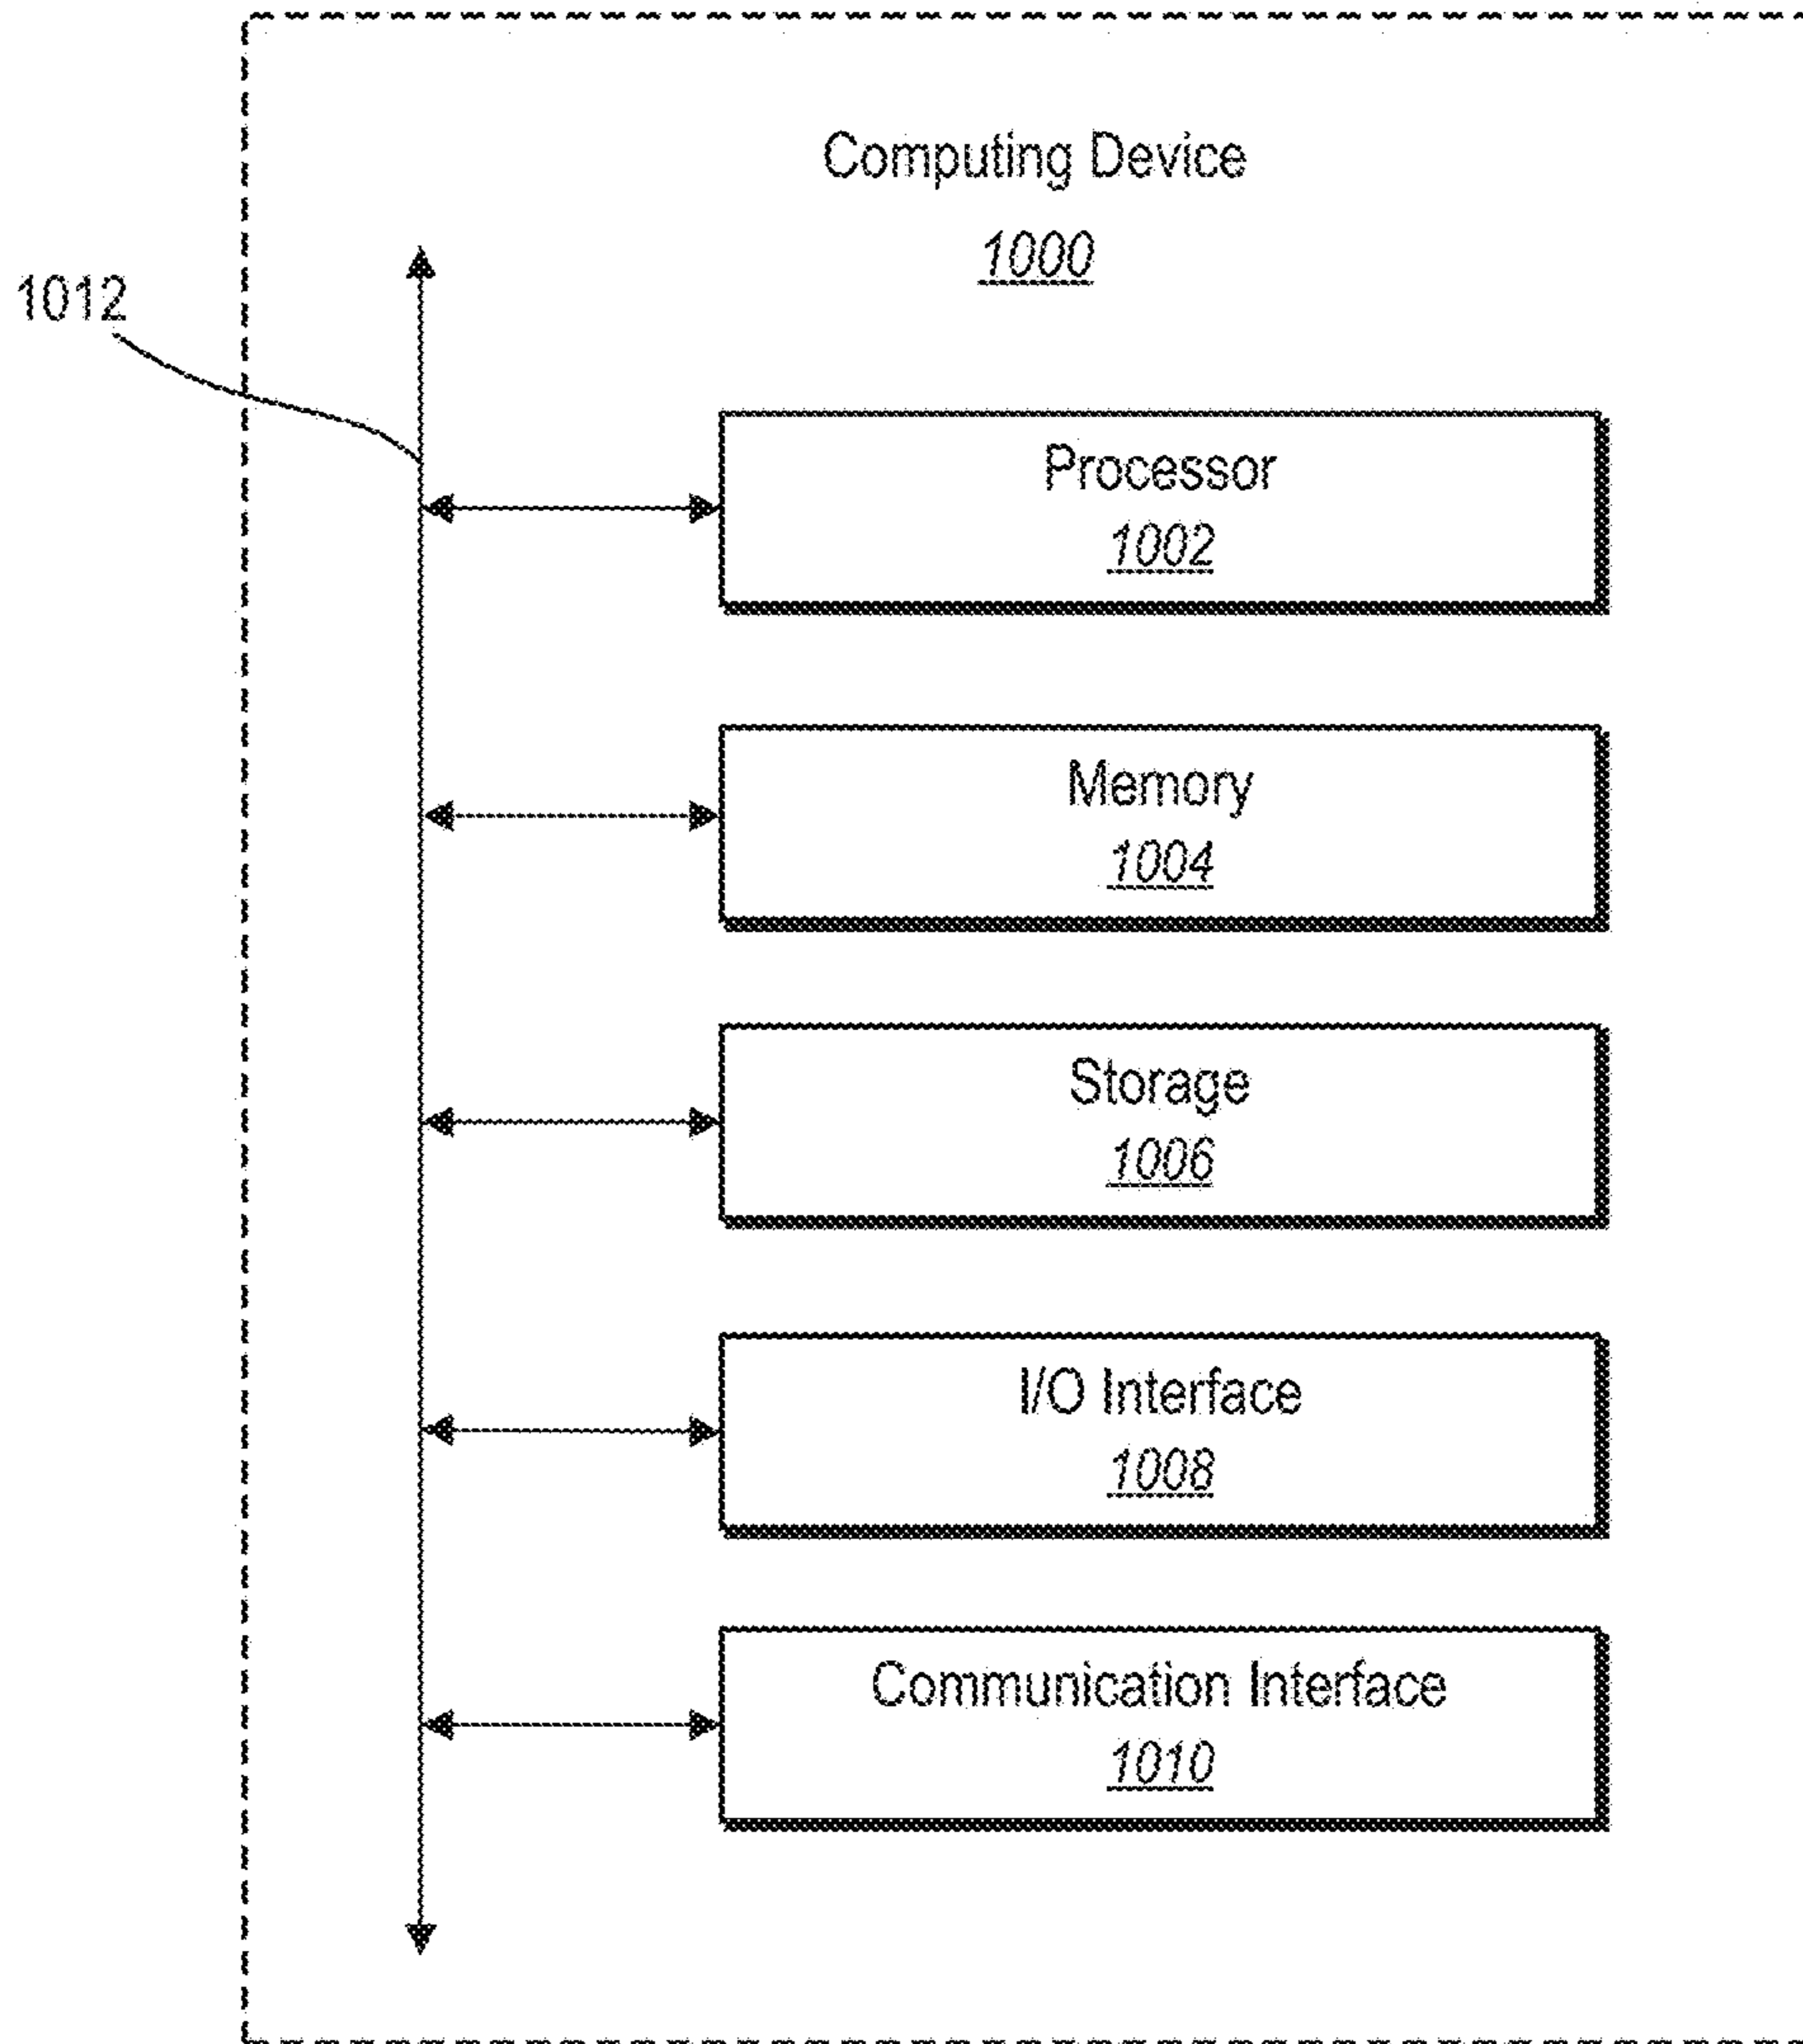 Computing Device
1000
1012
Processor
1002
Memory
1004
Storage
1006
I/O Interface
1008
Communication Interface
1010